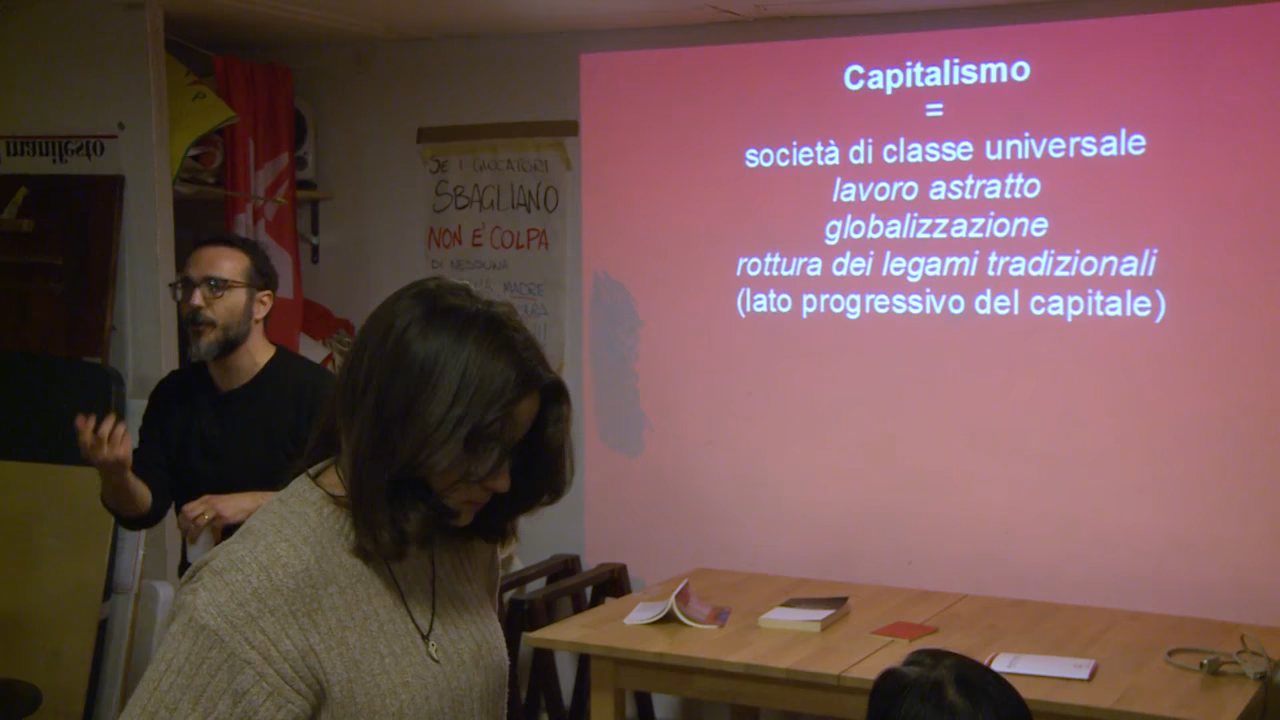 manifesto
SE I GIOCATORI
SBAGLIANO
NON E' COLPA
DI NESSUNA
MADRE
Capitalismo
=
società di classe universale
lavoro astratto
globalizzazione
rottura dei legami tradizionali
(lato progressivo del capitale)